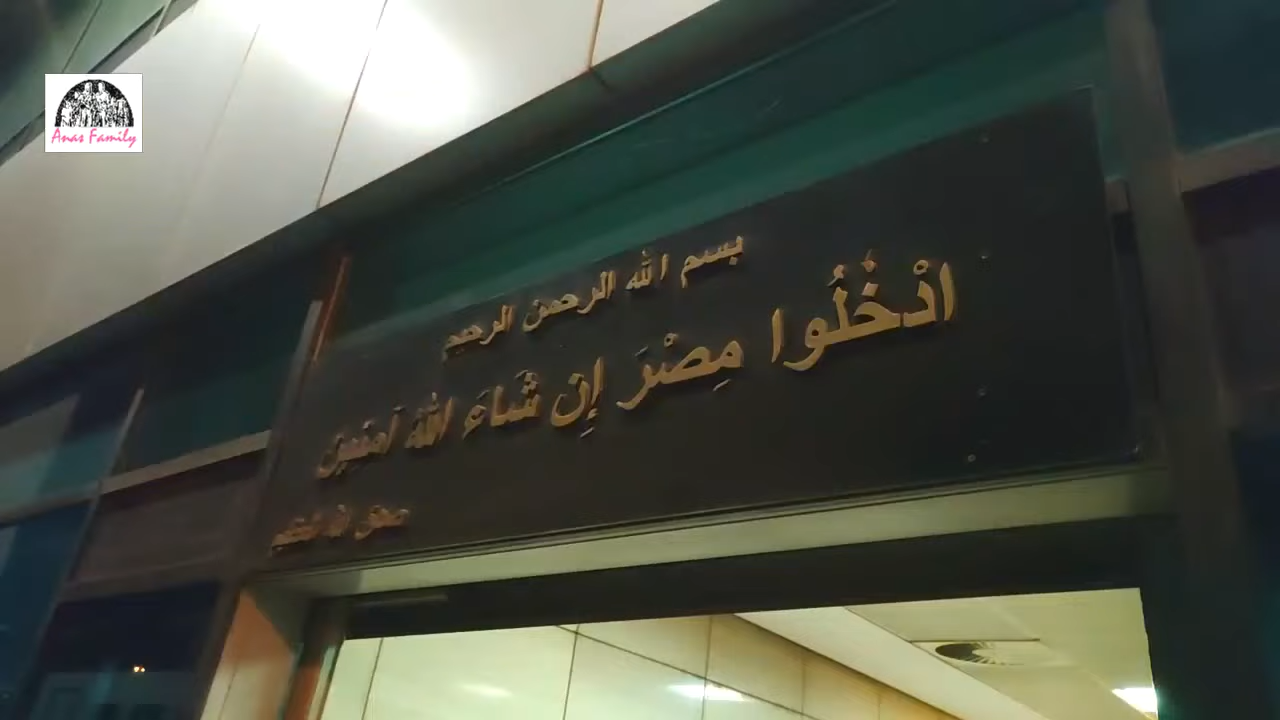 Anas Family
بسم الله الرحمن الرحيم
ادْخُلُوا مِصْرَ إِن شَاءَ اللَّهُ آمِنِينَ
صدق الله العظيم